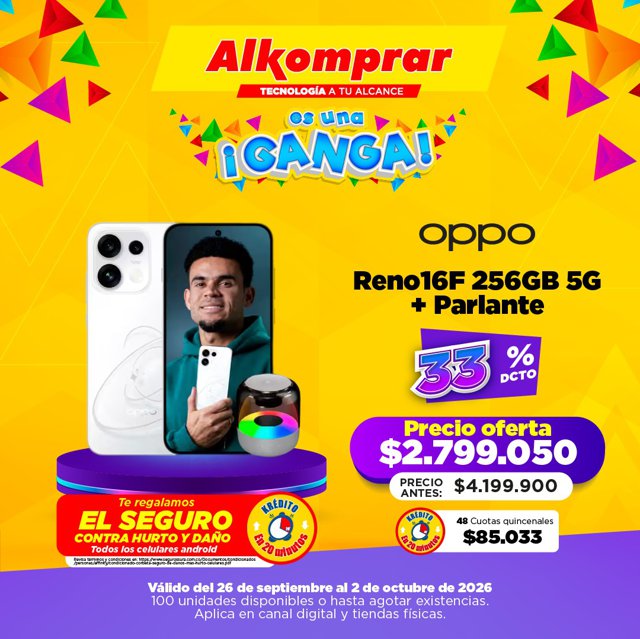 Alkomprar
TECNOLOGÍA A TU ALCANCE
es una
¡GANGA!
oppo
Reno16F 256GB 5G
+ Parlante
33%
DCTO
oppo
Precio oferta
$2.799.050
PRECIO
ANTES: $4.199.900
Te regalamos
EL SEGURO
CONTRA HURTO Y DAÑO
Todos los celulares android
KRÉDITO
En 20 minutos
KRÉDITO
En 20 minutos
48 Cuotas quincenales
$85.033
Válido del 26 de septiembre al 2 de octubre de 2026
100 unidades disponibles o hasta agotar existencias.
Aplica en canal digital y tiendas físicas.